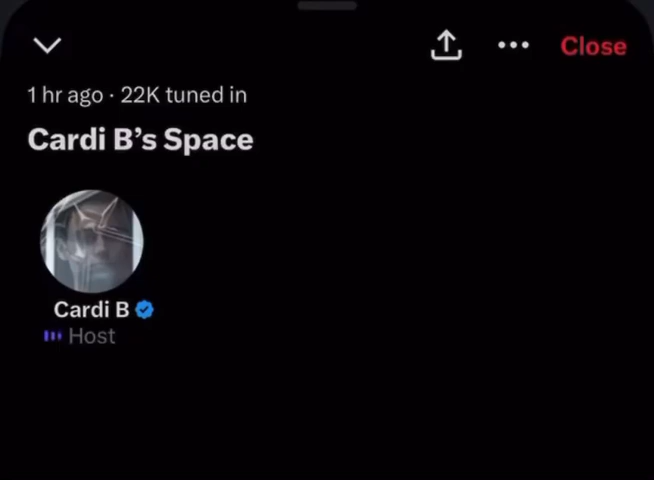 Close
1 hr ago · 22K tuned in
Cardi B’s Space
Cardi B
Host